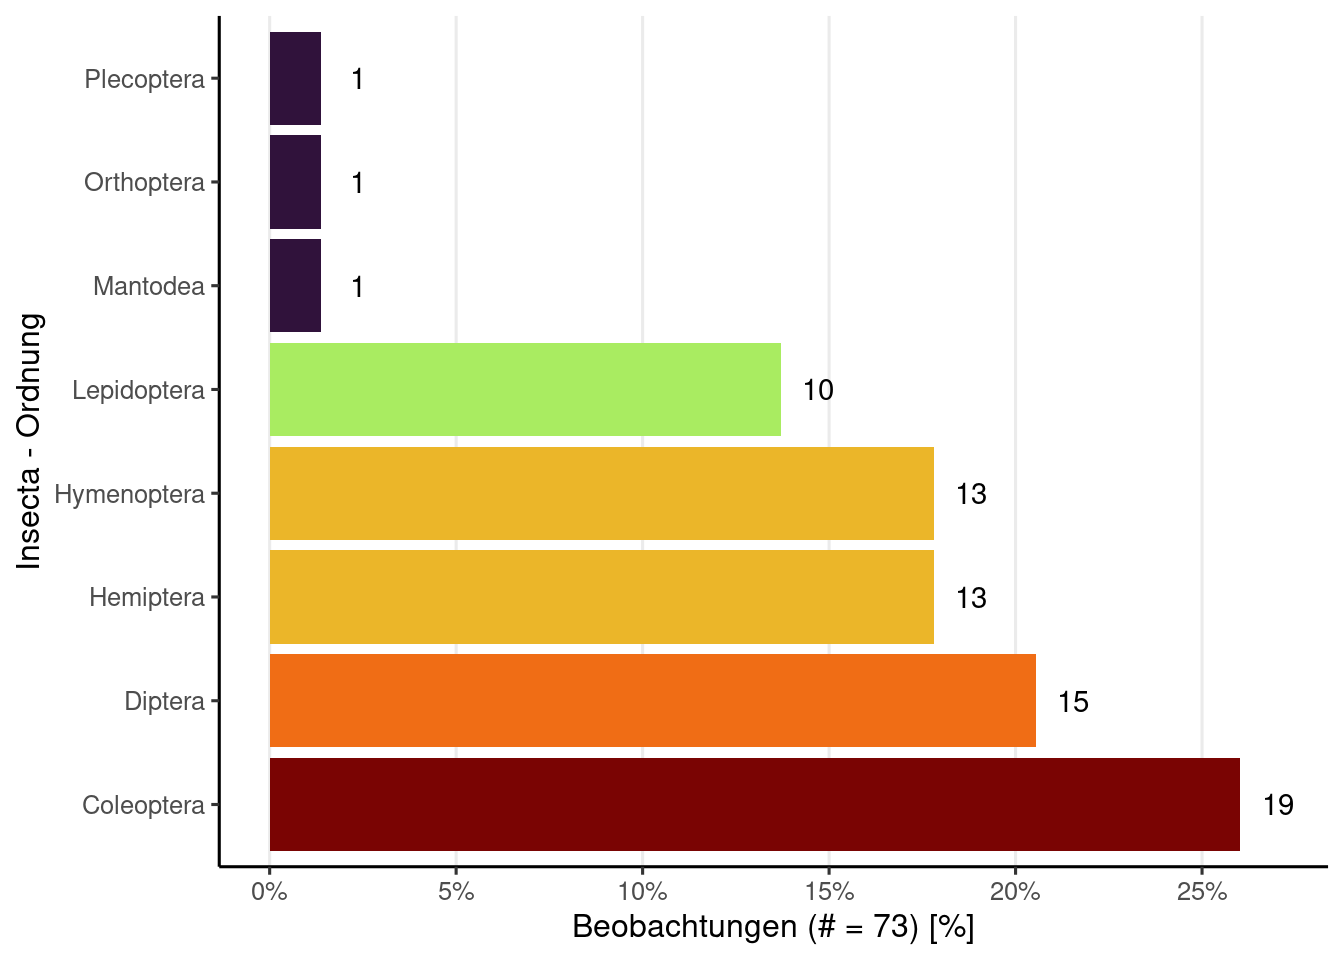 Insecta - Ordnung
Plecoptera 1
Orthoptera 1
Mantodea 1
Lepidoptera 10
Hymenoptera 13
Hemiptera 13
Diptera 15
Coleoptera 19
0% 5% 10% 15% 20% 25%
Beobachtungen (# = 73) [%]